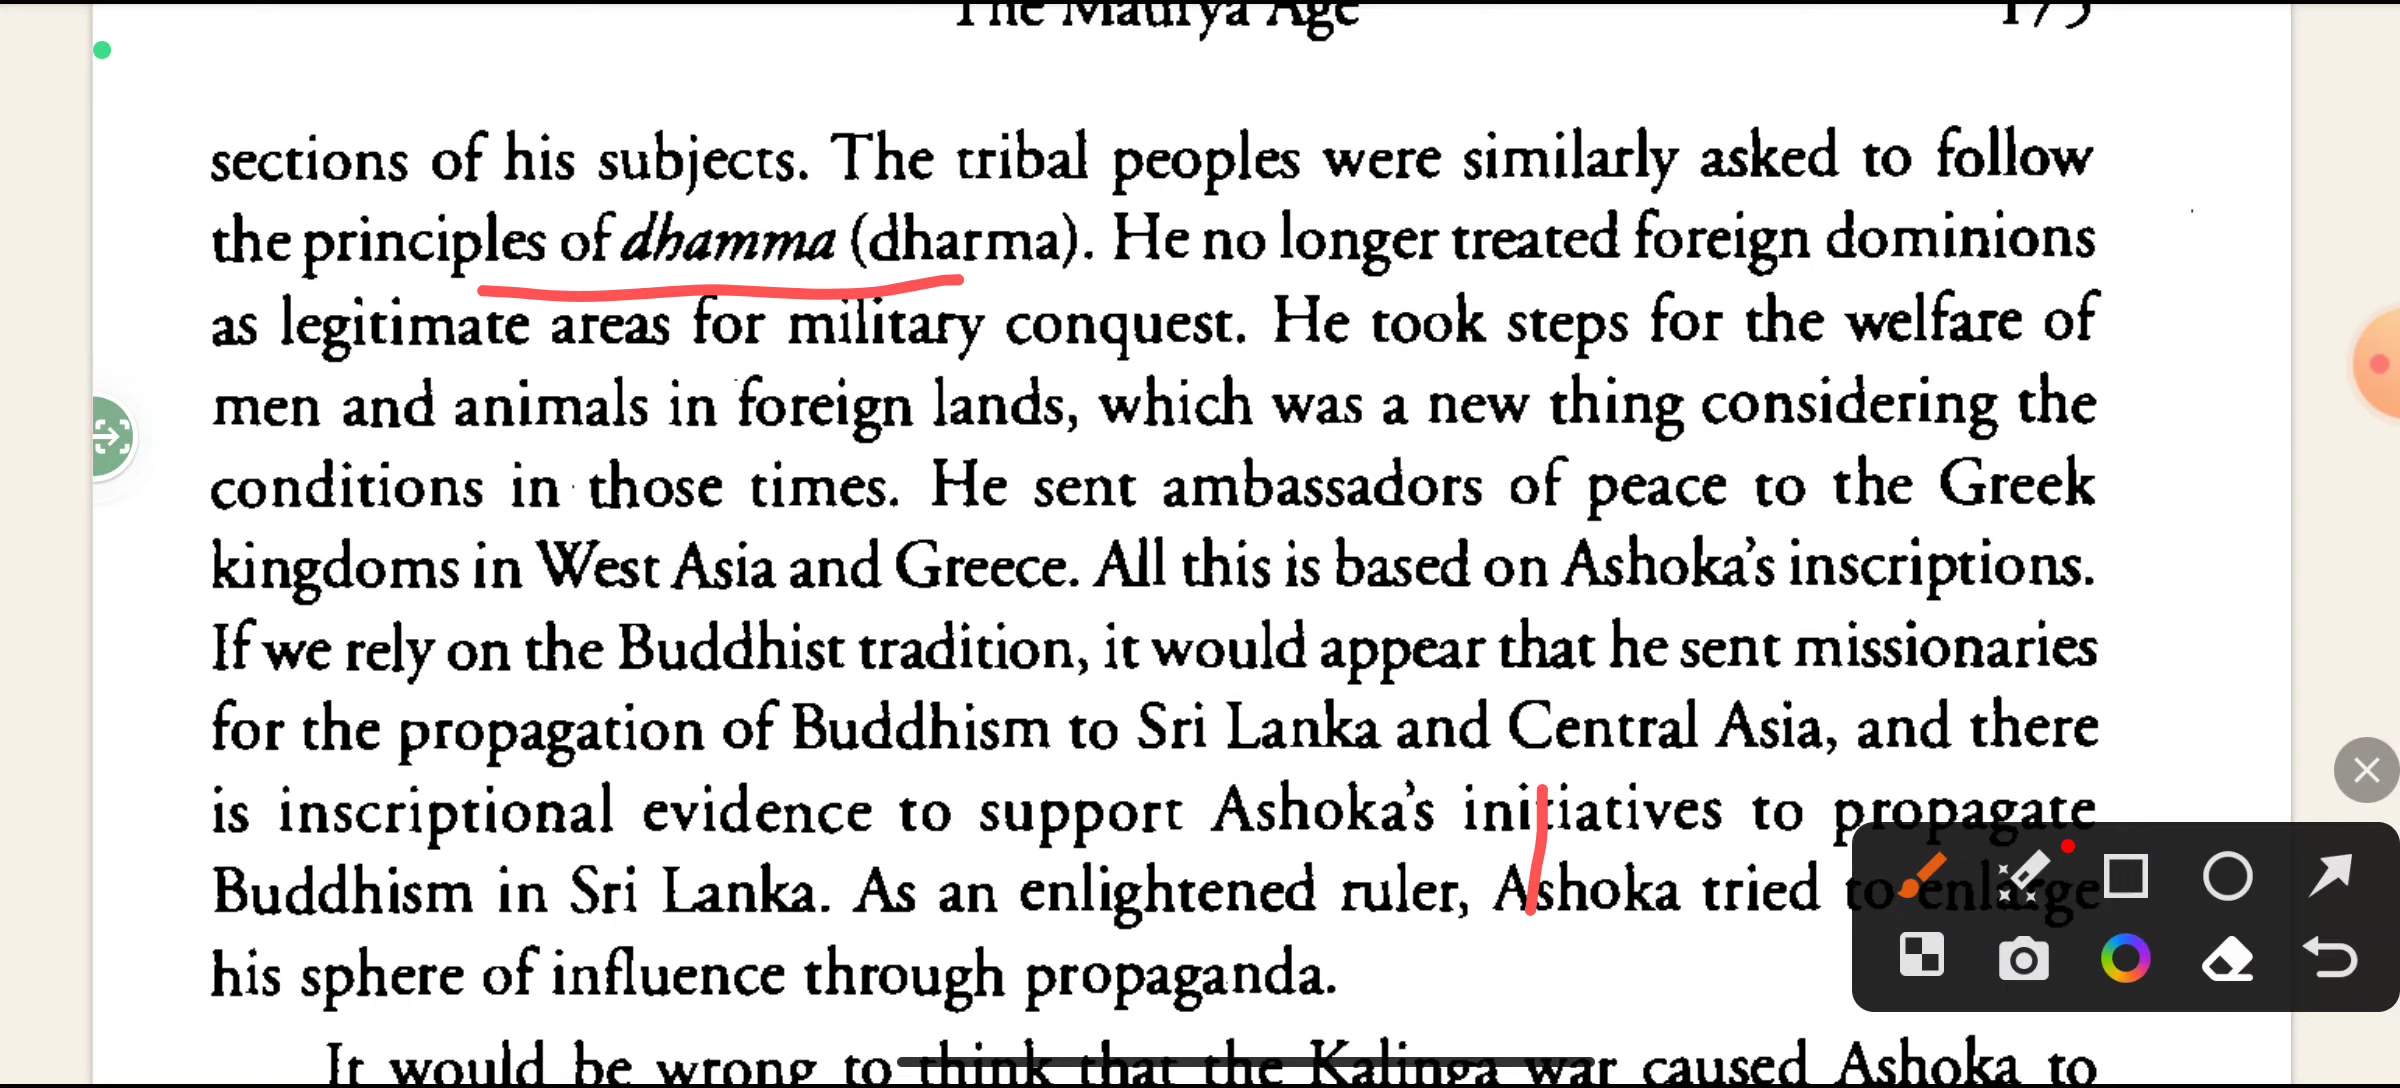 The Maurya Age 173
sections of his subjects. The tribal peoples were similarly asked to follow
the principles of dhamma (dharma). He no longer treated foreign dominions
as legitimate areas for military conquest. He took steps for the welfare of
men and animals in foreign lands, which was a new thing considering the
conditions in those times. He sent ambassadors of peace to the Greek
kingdoms in West Asia and Greece. All this is based on Ashoka's inscriptions.
If we rely on the Buddhist tradition, it would appear that he sent missionaries
for the propagation of Buddhism to Sri Lanka and Central Asia, and there
is inscriptional evidence to support Ashoka's initiatives to propagate
Buddhism in Sri Lanka. As an enlightened ruler, Ashoka tried to enlarge
his sphere of influence through propaganda.
It would be wrong to think that the Kalinga war caused Ashoka to